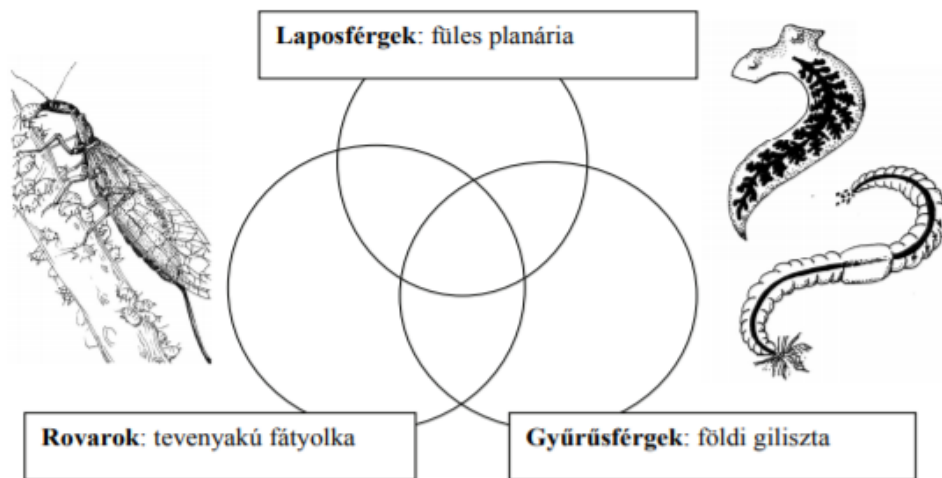 Laposférgek: füles planária
Rovarok: tevenyakú fátyolka
Gyűrűsférgek: földi giliszta